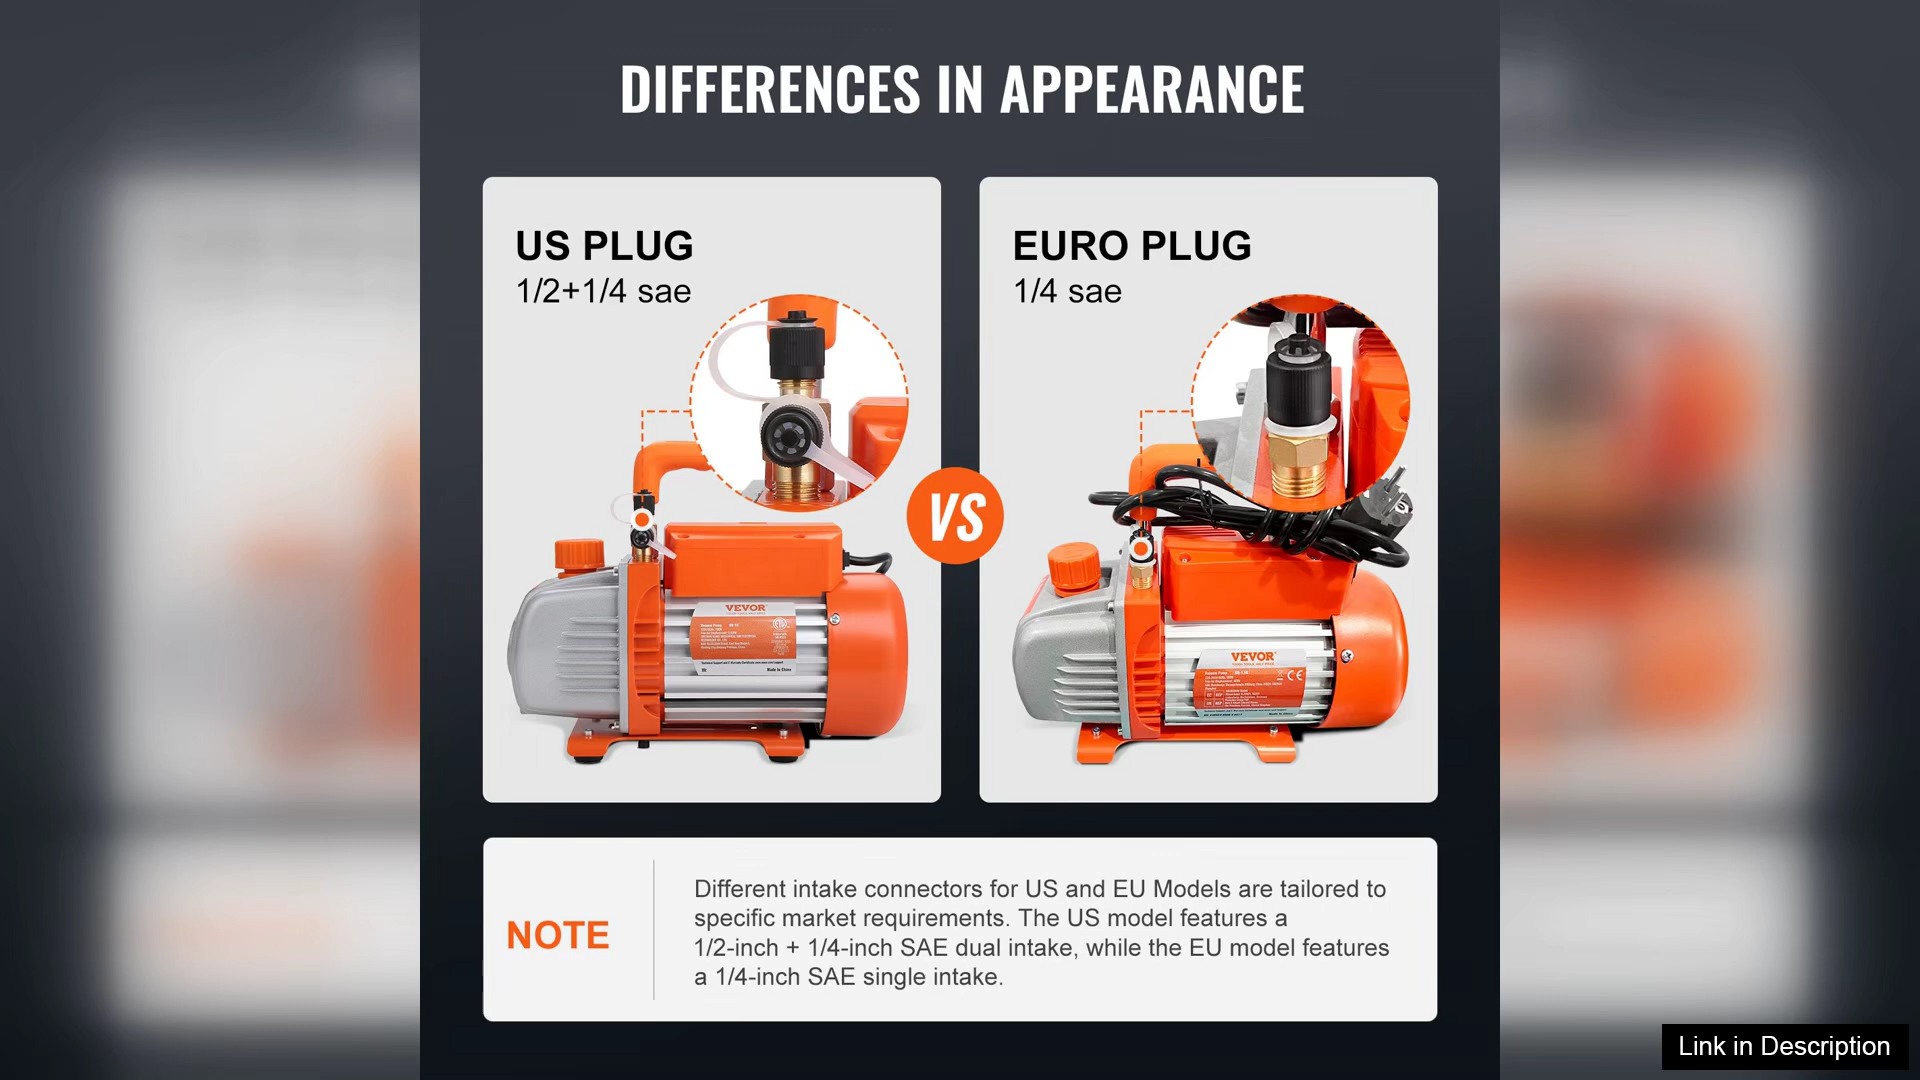 DIFFERENCES IN APPEARANCE
US PLUG
1/2+1/4 sae
EURO PLUG
1/4 sae
VS
VEVOR
Made in China
VEVOR
NOTE
Different intake connectors for US and EU Models are tailored to
specific market requirements. The US model features a
1/2-inch + 1/4-inch SAE dual intake, while the EU model features
a 1/4-inch SAE single intake.
Link in Description